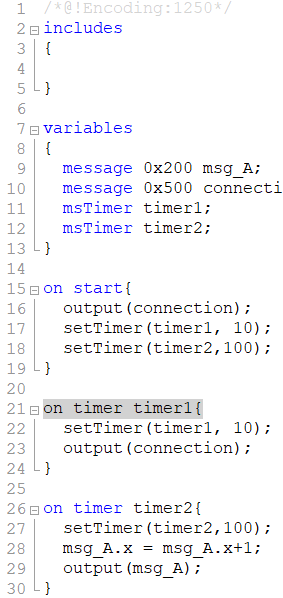 1 /*@!Encoding:1250*/
2 includes
3 {
4
5 }
6
7 variables
8 {
9 message 0x200 msg_A;
10 message 0x500 connecti
11 msTimer timer1;
12 msTimer timer2;
13 }
14
15 on start{
16 output(connection);
17 setTimer(timer1, 10);
18 setTimer(timer2,100);
19 }
20
21 on timer timer1{
22 setTimer(timer1, 10);
23 output(connection);
24 }
25
26 on timer timer2{
27 setTimer(timer2,100);
28 msg_A.x = msg_A.x+1;
29 output(msg_A);
30 }